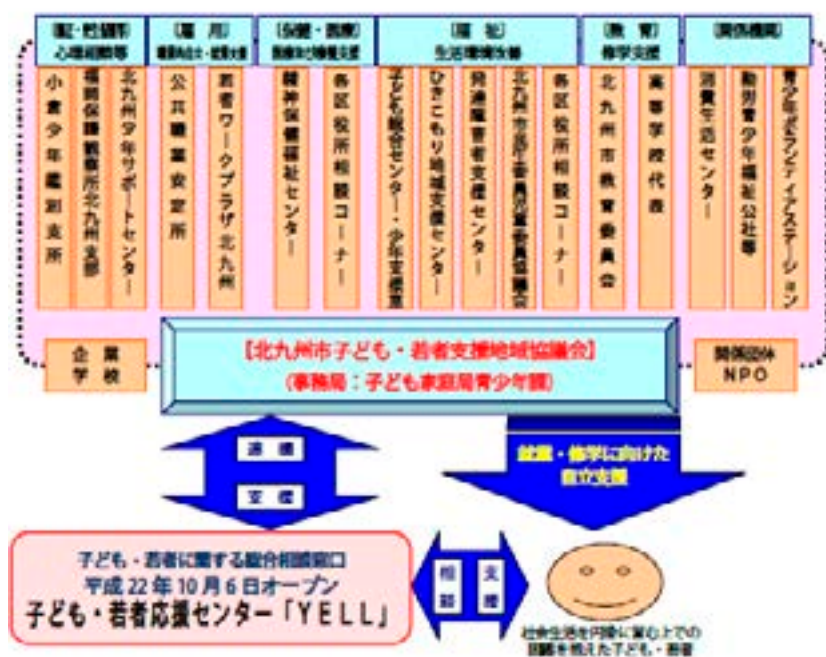 心理相談等
【雇用】
【保健・医療】
【福祉】
生活環境改善
【教育】
修学支援
【関係機関】
小倉少年鑑別支所
福岡保護観察所北九州支部
北九州少年サポートセンター
公共職業安定所
若者ワークプラザ北九州
精神保健福祉センター
各区役所相談コーナー
子ども総合センター・少年支援室
ひきこもり地域支援センター
発達障害者支援センター
各区役所相談コーナー
北九州市教育委員会
高等学校代表
消費生活センター
勤労青少年福祉公社等
青少年ボランティアステーション
企業
学校
【北九州市子ども・若者支援地域協議会】
(事務局:子ども家庭局青少年課)
関係団体
NPO
連携
支援
就業・修学に向けた
自立支援
子ども・若者に関する総合相談窓口
平成22年10月6日オープン
子ども・若者応援センター「YELL」
相談
支援
社会生活を円滑に営む上での
困難を抱えた子ども・若者